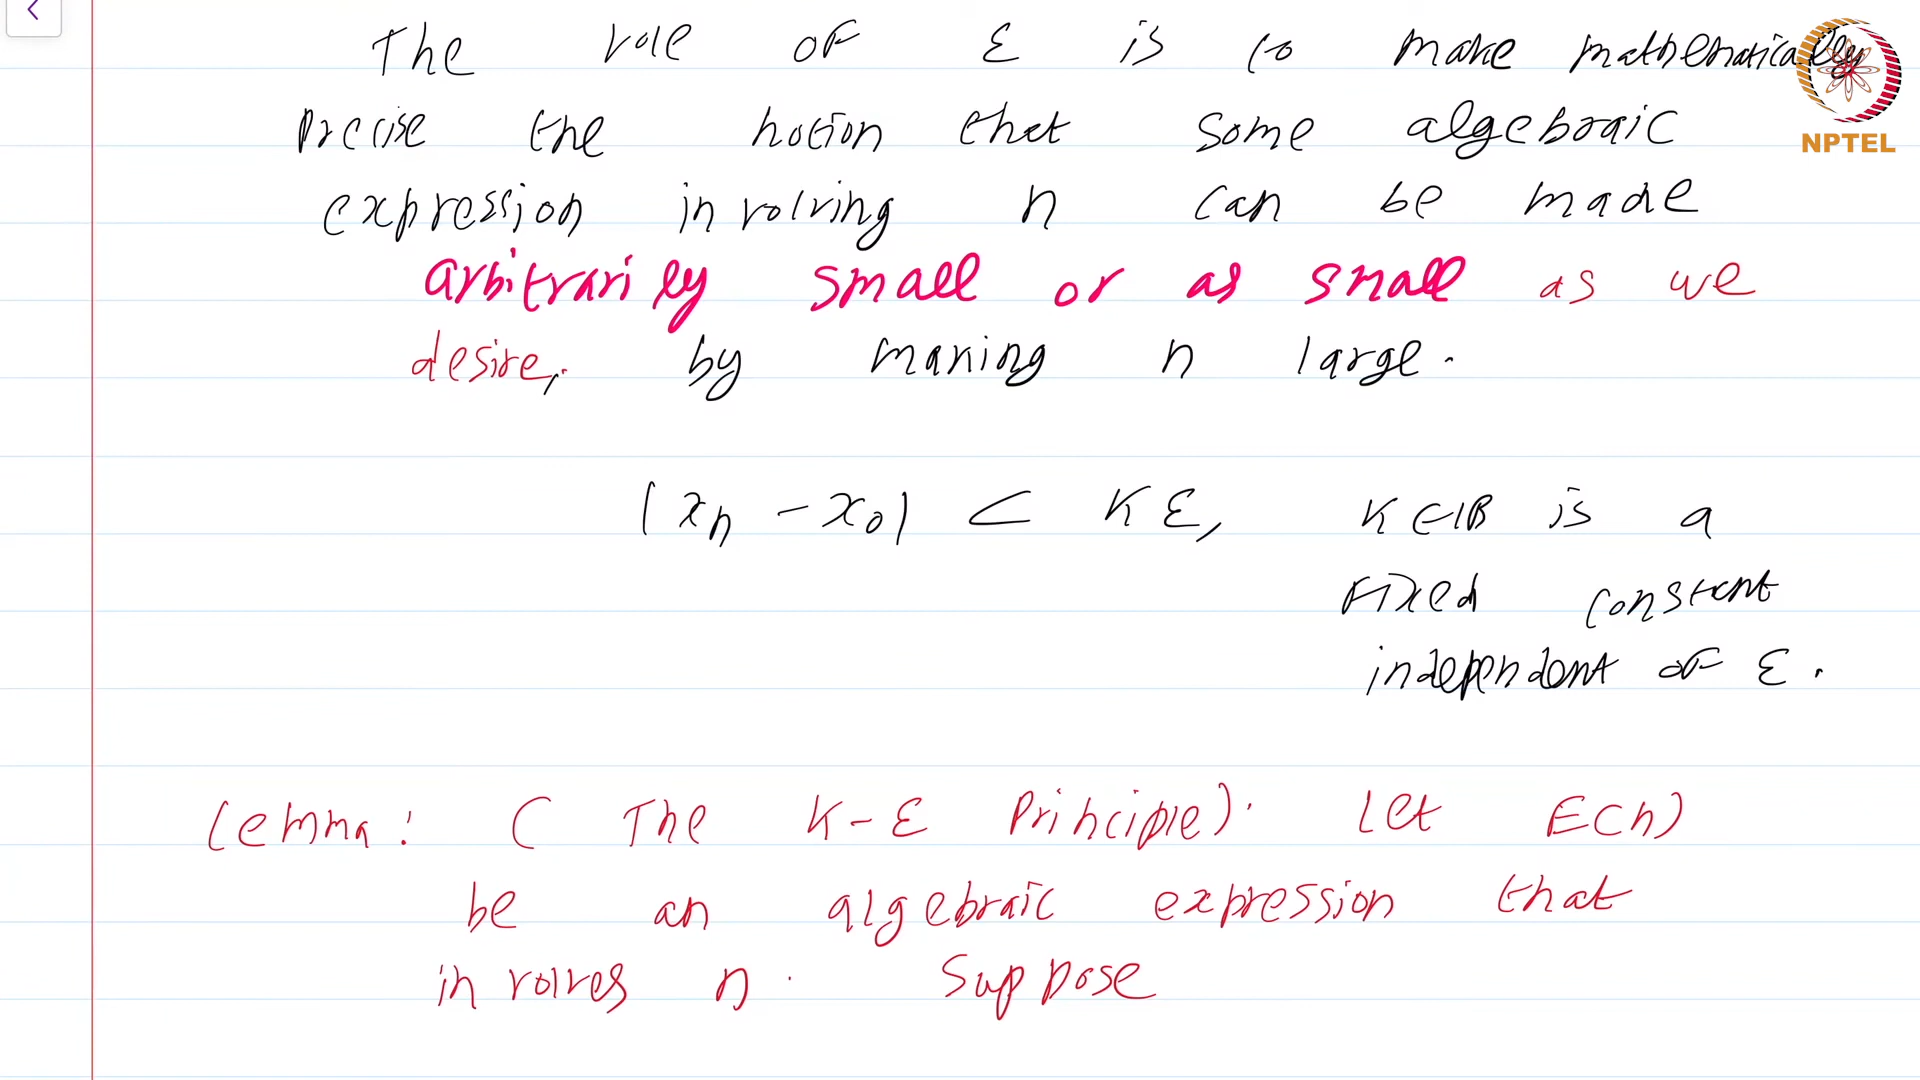 The role of ε is to make mathematically
NPTEL
precise the notion that some algebraic
expression involving n can be made
arbitrarily small or as small as we
desire, by making n large.
|xₙ - x₀| < K ε, K ∈ ℝ is a
fixed constant
independent of ε.
Lemma: (The K-ε Principle). Let E(n)
be an algebraic expression that
involves n. Suppose